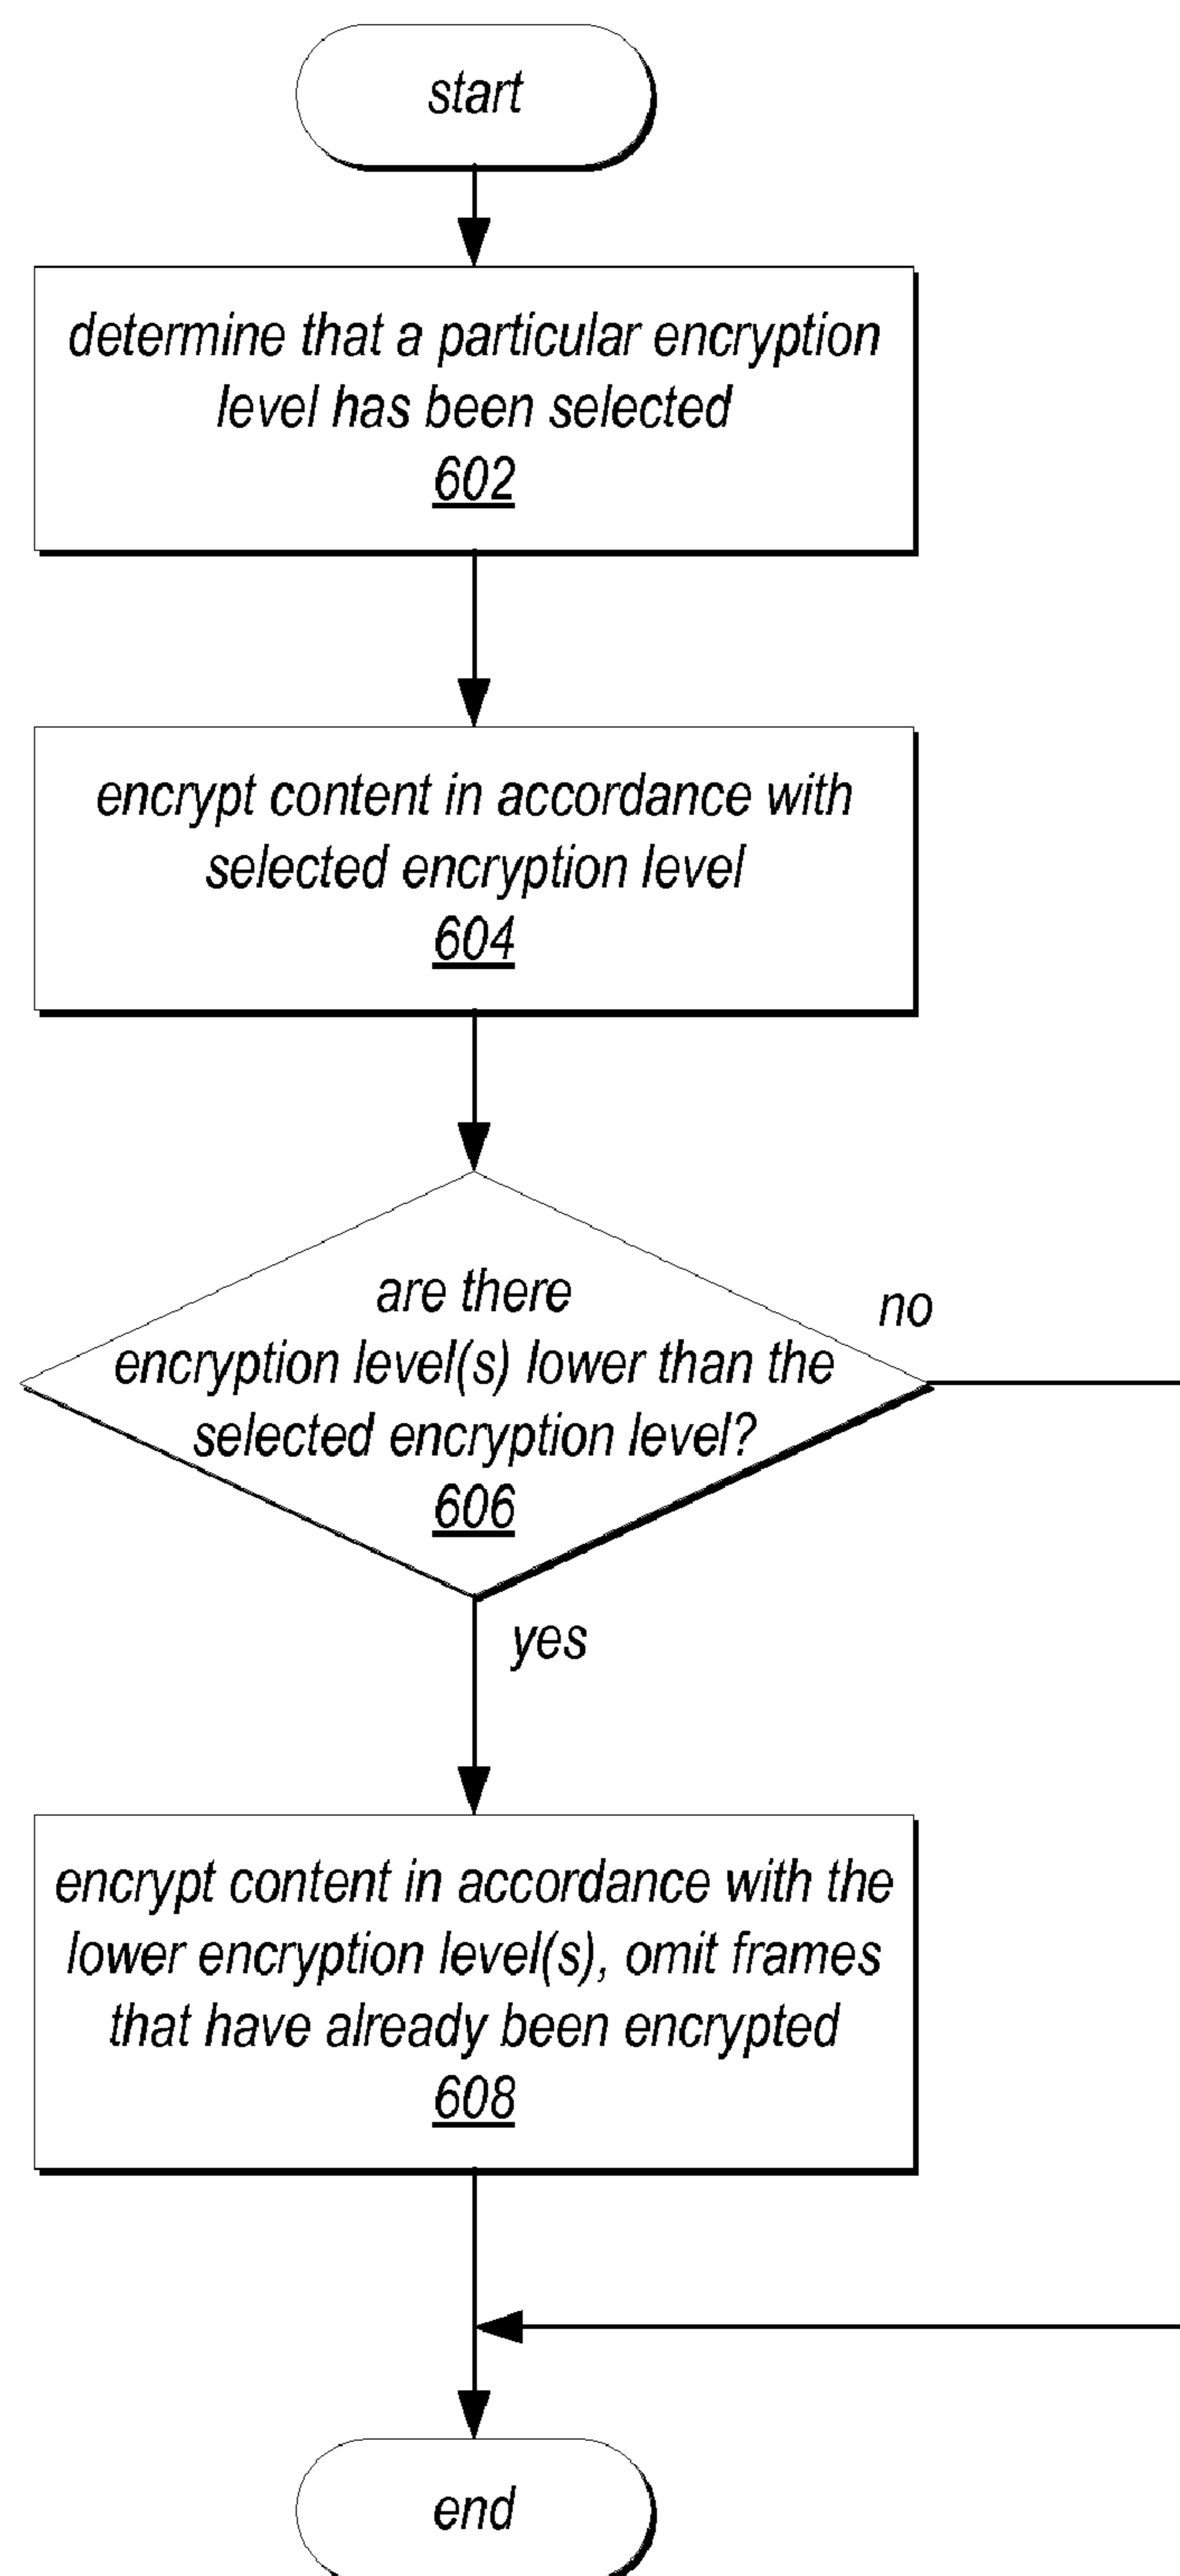 start
determine that a particular encryption
level has been selected
602
encrypt content in accordance with
selected encryption level
604
are there
encryption level(s) lower than the
selected encryption level?
606
no
yes
encrypt content in accordance with the
lower encryption level(s), omit frames
that have already been encrypted
608
end